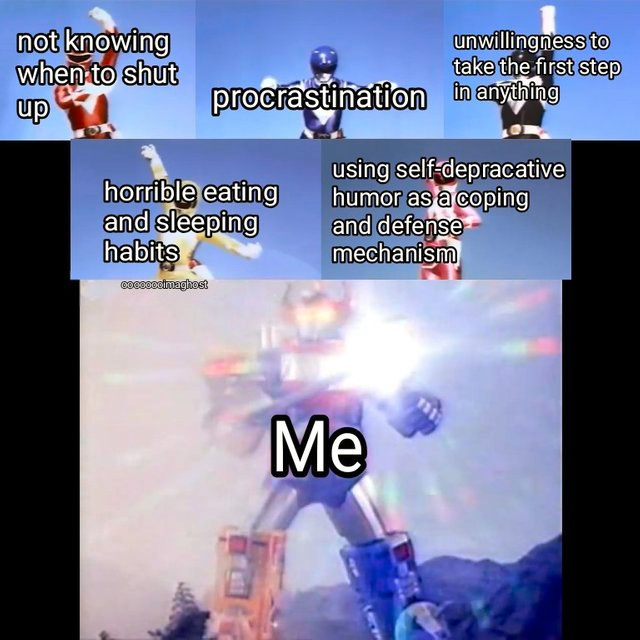 not knowing
when to shut
up
procrastination
unwillingness to
take the first step
in anything
horrible eating
and sleeping
habits
using self-depracative
humor as a coping
and defense
mechanism
oooooooimaghost
Me